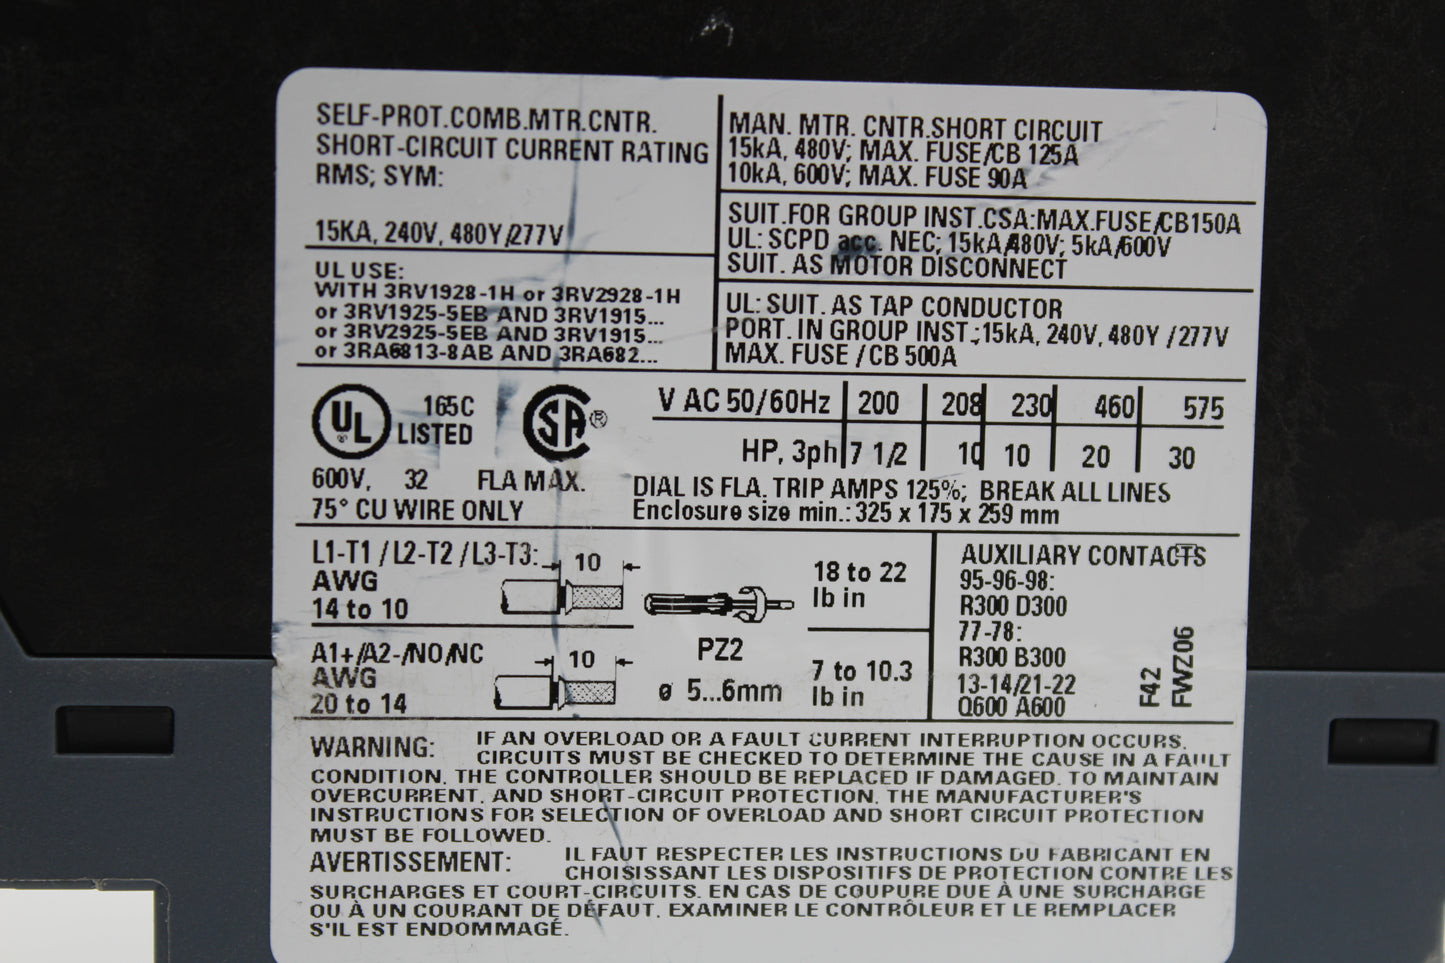 SELF-PROT.COMB.MTR.CNTR.
SHORT-CIRCUIT CURRENT RATING
RMS; SYM:
15KA, 240V, 480Y/277V
UL USE:
WITH 3RV1928-1H or 3RV2928-1H
or 3RV1925-5EB AND 3RV1915...
or 3RV2925-5EB AND 3RV1915...
or 3RA6813-8AB AND 3RA682...
MAN. MTR. CNTR.SHORT CIRCUIT
15kA, 480V; MAX. FUSE/CB 125A
10kA, 600V; MAX. FUSE 90A
SUIT.FOR GROUP INST.CSA:MAX.FUSE/CB150A
UL: SCPD acc. NEC; 15kA/480V; 5kA/600V
SUIT. AS MOTOR DISCONNECT
UL: SUIT. AS TAP CONDUCTOR
PORT. IN GROUP INST.;15kA, 240V, 480Y /277V
MAX. FUSE / CB 500A
UL ® 165C LISTED
SA ®
600V, 32 FLA MAX.
75° CU WIRE ONLY
V AC 50/60Hz 200 208 230 460 575
HP, 3ph 7 1/2 10 10 20 30
DIAL IS FLA. TRIP AMPS 125%; BREAK ALL LINES
Enclosure size min.: 325 x 175 x 259 mm
L1-T1 / L2-T2 / L3-T3: 10
AWG
14 to 10
18 to 22
lb in
A1+/A2-/NO/NC 10
AWG
20 to 14
PZ2
ø 5...6mm
7 to 10.3
lb in
AUXILIARY CONTACTS
95-96-98:
R300 D300
77-78:
R300 B300
13-14/21-22
Q600 A600
F42
FWZ06
WARNING: IF AN OVERLOAD OR A FAULT CURRENT INTERRUPTION OCCURS,
CIRCUITS MUST BE CHECKED TO DETERMINE THE CAUSE IN A FAULT
CONDITION. THE CONTROLLER SHOULD BE REPLACED IF DAMAGED. TO MAINTAIN
OVERCURRENT, AND SHORT-CIRCUIT PROTECTION, THE MANUFACTURER'S
INSTRUCTIONS FOR SELECTION OF OVERLOAD AND SHORT CIRCUIT PROTECTION
MUST BE FOLLOWED.
AVERTISSEMENT: IL FAUT RESPECTER LES INSTRUCTIONS DU FABRICANT EN
CHOISISSANT LES DISPOSITIFS DE PROTECTION CONTRE LES
SURCHARGES ET COURT-CIRCUITS. EN CAS DE COUPURE DUE À UNE SURCHARGE
OU À UN COURANT DE DÉFAUT, EXAMINER LE CONTRÔLEUR ET LE REMPLACER
S'IL EST ENDOMMAGÉ.